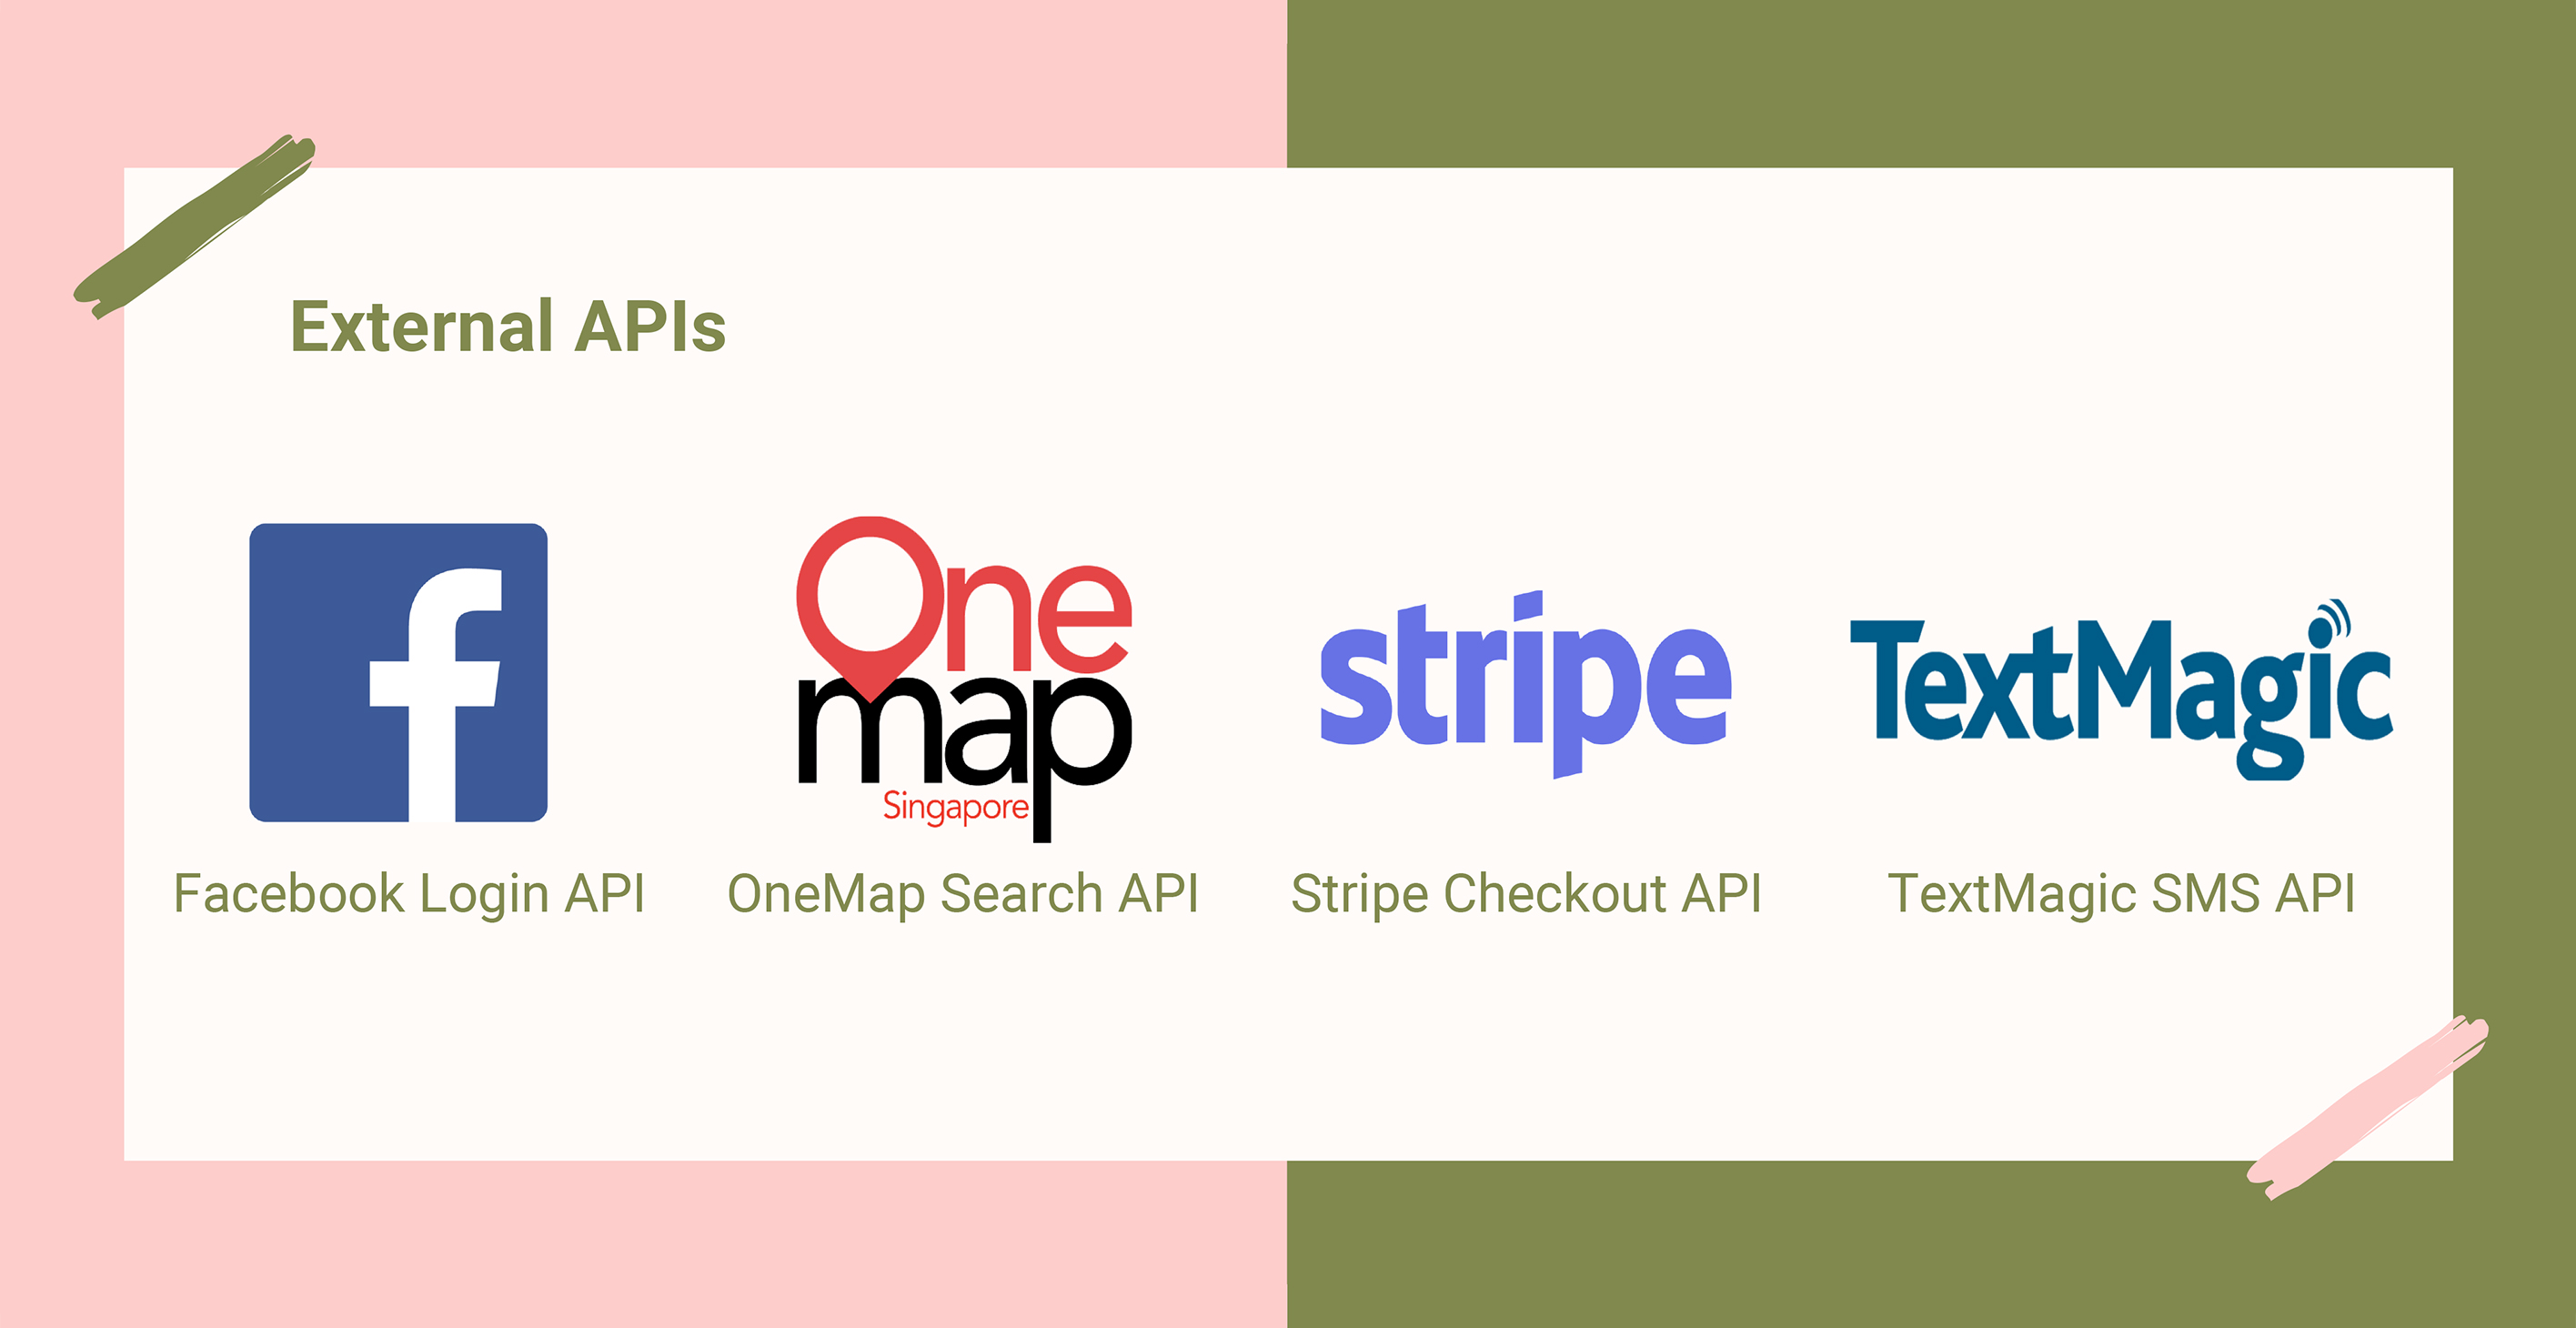 External APIs
f
One
map
Singapore
stripe
TextMagic
Facebook Login API
OneMap Search API
Stripe Checkout API
TextMagic SMS API